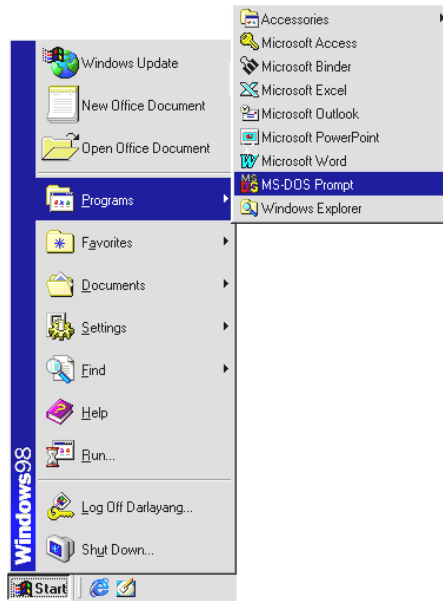 Accessories
Microsoft Access
Microsoft Binder
Microsoft Excel
Microsoft Outlook
Microsoft PowerPoint
Microsoft Word
MS-DOS Prompt
Windows Explorer
Windows Update
New Office Document
Open Office Document
Programs
Favorites
Documents
Settings
Find
Help
Run...
Log Off Darlayang...
Shut Down...
Windows98
Start